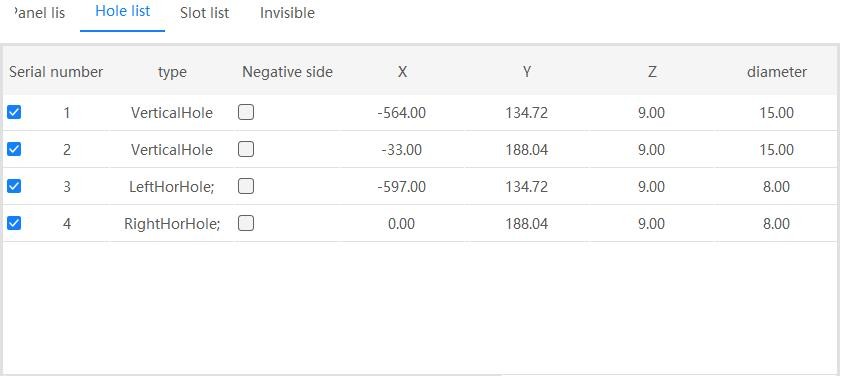 anel lis Hole list Slot list Invisible
Serial number type Negative side X Y Z diameter
1 VerticalHole -564.00 134.72 9.00 15.00
2 VerticalHole -33.00 188.04 9.00 15.00
3 LeftHorHole; -597.00 134.72 9.00 8.00
4 RightHorHole; 0.00 188.04 9.00 8.00